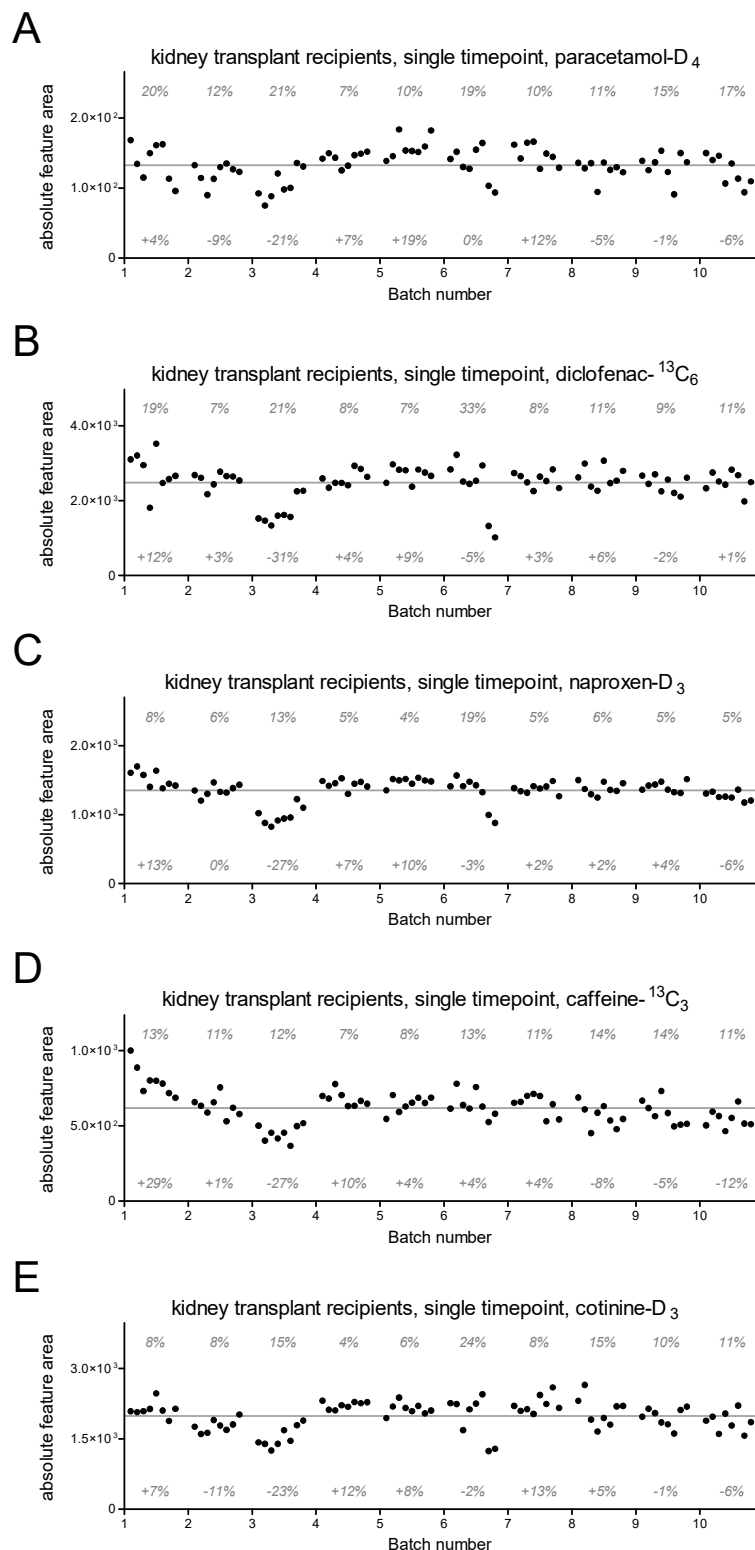 A
kidney transplant recipients, single timepoint, paracetamol-D₄
20% 12% 21% 7% 10% 19% 10% 11% 15% 17%
absolute feature area
2.0×10²
1.0×10²
0
+4% -9% -21% +7% +19% 0% +12% -5% -1% -6%
1 2 3 4 5 6 7 8 9 10
Batch number
B
kidney transplant recipients, single timepoint, diclofenac-¹³C₆
19% 7% 21% 8% 7% 33% 8% 11% 9% 11%
absolute feature area
4.0×10³
2.0×10³
0
+12% +3% -31% +4% +9% -5% +3% +6% -2% +1%
1 2 3 4 5 6 7 8 9 10
Batch number
C
kidney transplant recipients, single timepoint, naproxen-D₃
8% 6% 13% 5% 4% 19% 5% 6% 5% 5%
absolute feature area
2.0×10³
1.0×10³
0
+13% 0% -27% +7% +10% -3% +2% +2% +4% -6%
1 2 3 4 5 6 7 8 9 10
Batch number
D
kidney transplant recipients, single timepoint, caffeine-¹³C₃
13% 11% 12% 7% 8% 13% 11% 14% 14% 11%
absolute feature area
1.0×10³
5.0×10²
0
+29% +1% -27% +10% +4% +4% +4% -8% -5% -12%
1 2 3 4 5 6 7 8 9 10
Batch number
E
kidney transplant recipients, single timepoint, cotinine-D₃
8% 8% 15% 4% 6% 24% 8% 15% 10% 11%
absolute feature area
3.0×10³
1.5×10³
0
+7% -11% -23% +12% +8% -2% +13% +5% -1% -6%
1 2 3 4 5 6 7 8 9 10
Batch number